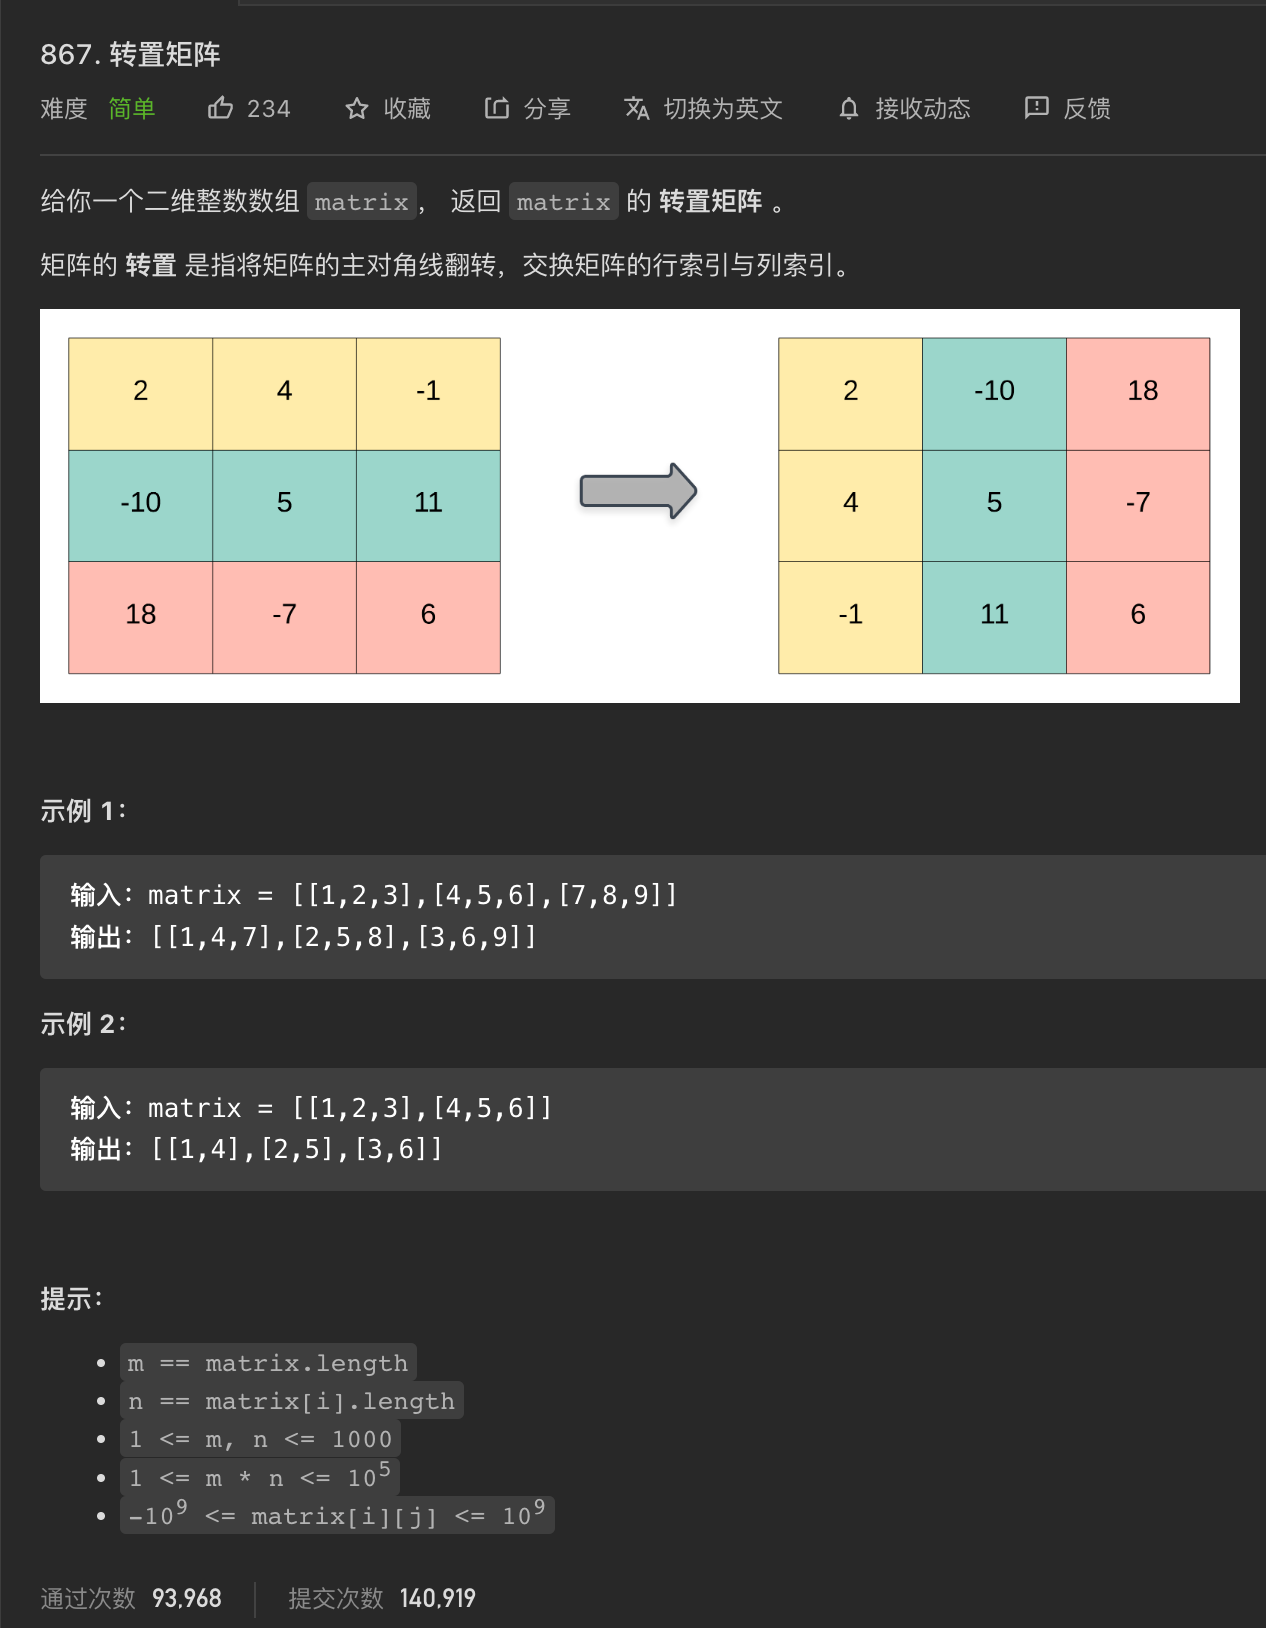 867. 转置矩阵
难度 简单 234 收藏 分享 切换为英文 接收动态 反馈
给你一个二维整数数组 matrix， 返回 matrix 的 转置矩阵 。
矩阵的 转置 是指将矩阵的主对角线翻转，交换矩阵的行索引与列索引。
2 4 -1 2 -10 18
-10 5 11 4 5 -7
18 -7 6 -1 11 6
示例 1：
输入：matrix = [[1,2,3],[4,5,6],[7,8,9]]
输出：[[1,4,7],[2,5,8],[3,6,9]]
示例 2：
输入：matrix = [[1,2,3],[4,5,6]]
输出：[[1,4],[2,5],[3,6]]
提示：
• m == matrix.length
• n == matrix[i].length
• 1 <= m, n <= 1000
• 1 <= m * n <= 10⁵
• -10⁹ <= matrix[i][j] <= 10⁹
通过次数 93,968 提交次数 140,919